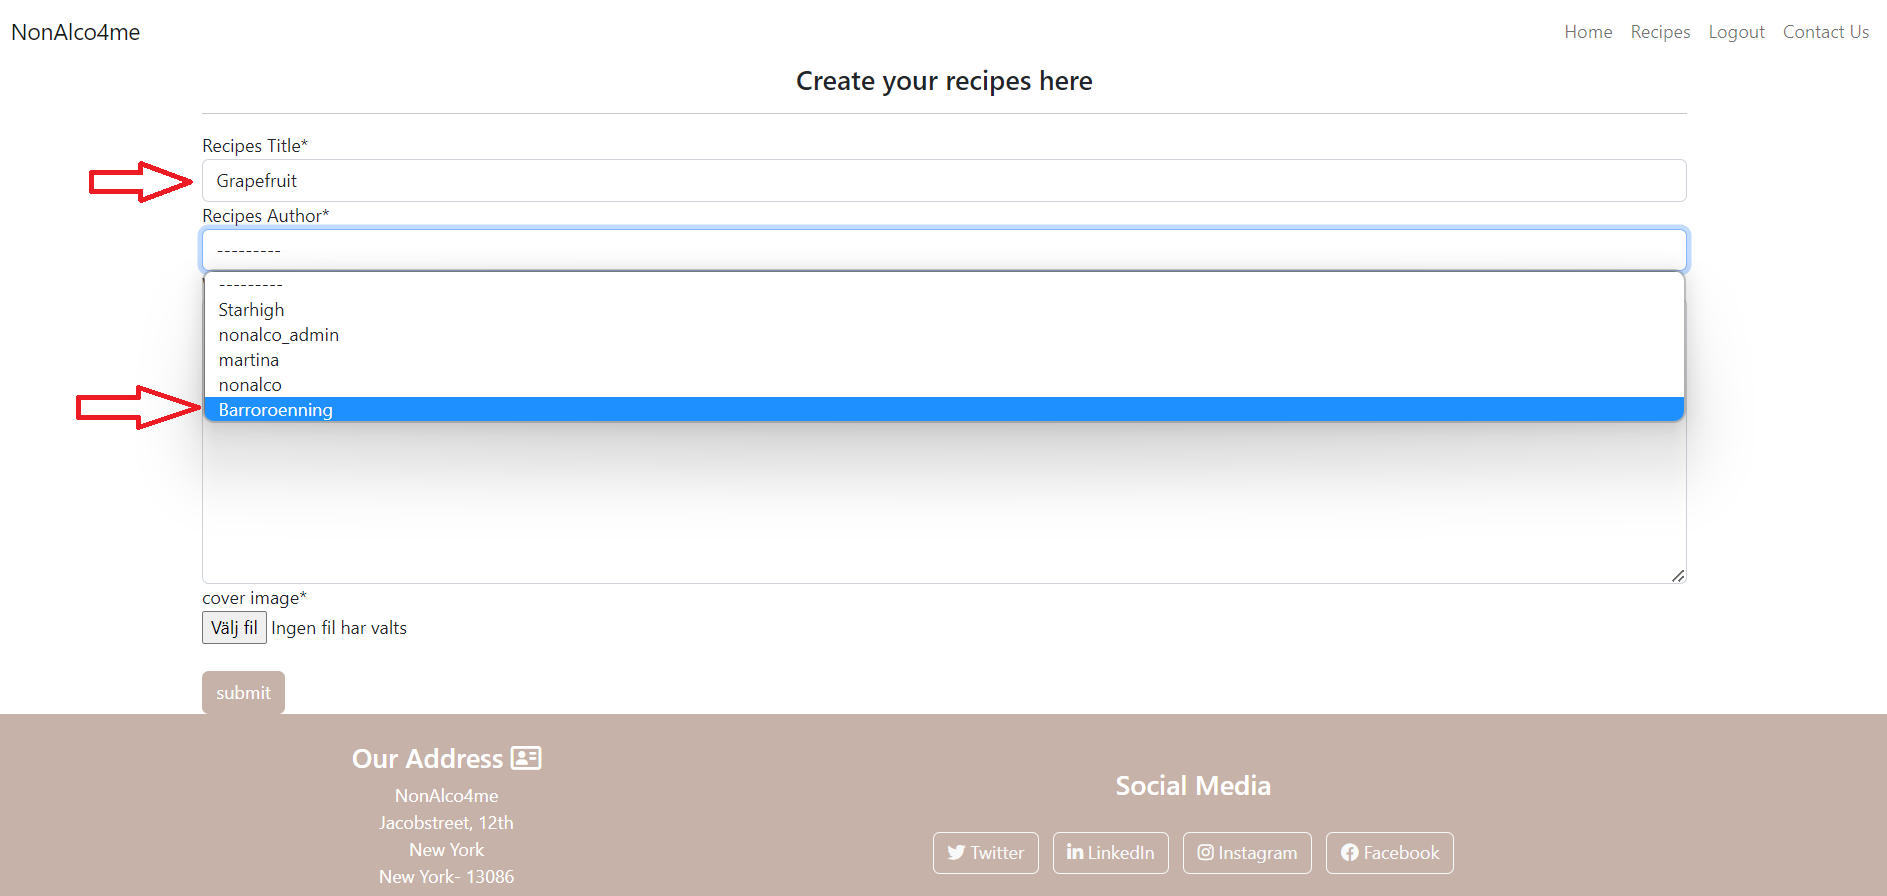 NonAlco4me
Home Recipes Logout Contact Us
Create your recipes here
Recipes Title*
Grapefruit
Recipes Author*
---------
---------
Starhigh
nonalco_admin
martina
nonalco
Barroroenning
cover image*
Välj fil Ingen fil har valts
submit
Our Address
NonAlco4me
Jacobstreet, 12th
New York
New York- 13086
Social Media
Twitter LinkedIn Instagram Facebook